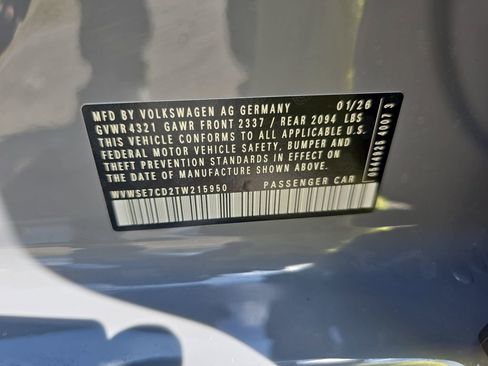 MFD BY VOLKSWAGEN AG GERMANY 01/26
GVWR 4321 GAWR FRONT 2337 / REAR 2094 LBS
THIS VEHICLE CONFORMS TO ALL APPLICABLE U.S.
FEDERAL MOTOR VEHICLE SAFETY, BUMPER AND
THEFT PREVENTION STANDARDS IN EFFECT ON
THE DATE OF MANUFACTURE SHOWN ABOVE.
WVWSE7CD2TW215950 PASSENGER CAR